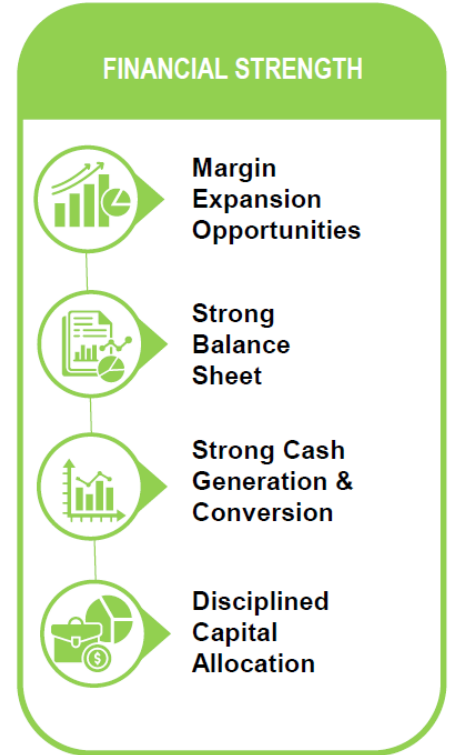 FINANCIAL STRENGTH
Margin
Expansion
Opportunities
Strong
Balance
Sheet
Strong Cash
Generation &
Conversion
Disciplined
Capital
Allocation
$